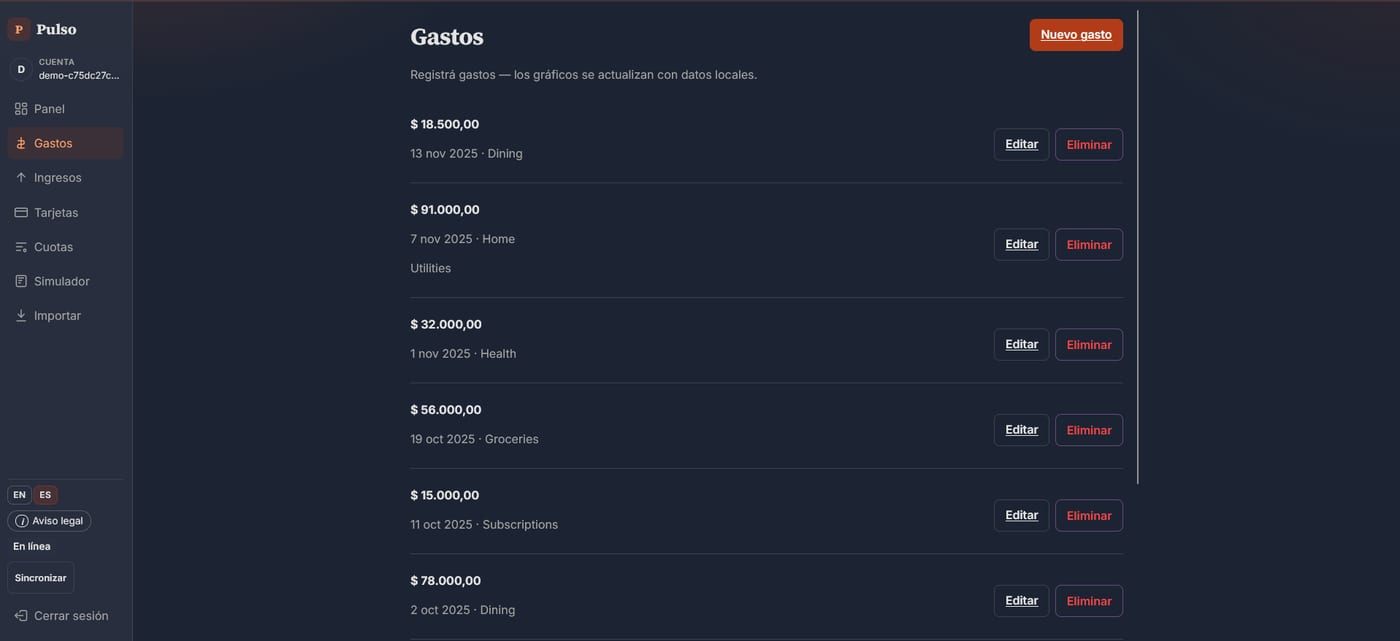 P Pulso
D
CUENTA
demo-c75dc27c...
Panel
Gastos
Ingresos
Tarjetas
Cuotas
Simulador
Importar
EN ES
i Aviso legal
En línea
Sincronizar
Cerrar sesión
Gastos
Nuevo gasto
Registrá gastos — los gráficos se actualizan con datos locales.
$ 18.500,00
13 nov 2025 · Dining
Editar Eliminar
$ 91.000,00
7 nov 2025 · Home
Utilities
Editar Eliminar
$ 32.000,00
1 nov 2025 · Health
Editar Eliminar
$ 56.000,00
19 oct 2025 · Groceries
Editar Eliminar
$ 15.000,00
11 oct 2025 · Subscriptions
Editar Eliminar
$ 78.000,00
2 oct 2025 · Dining
Editar Eliminar